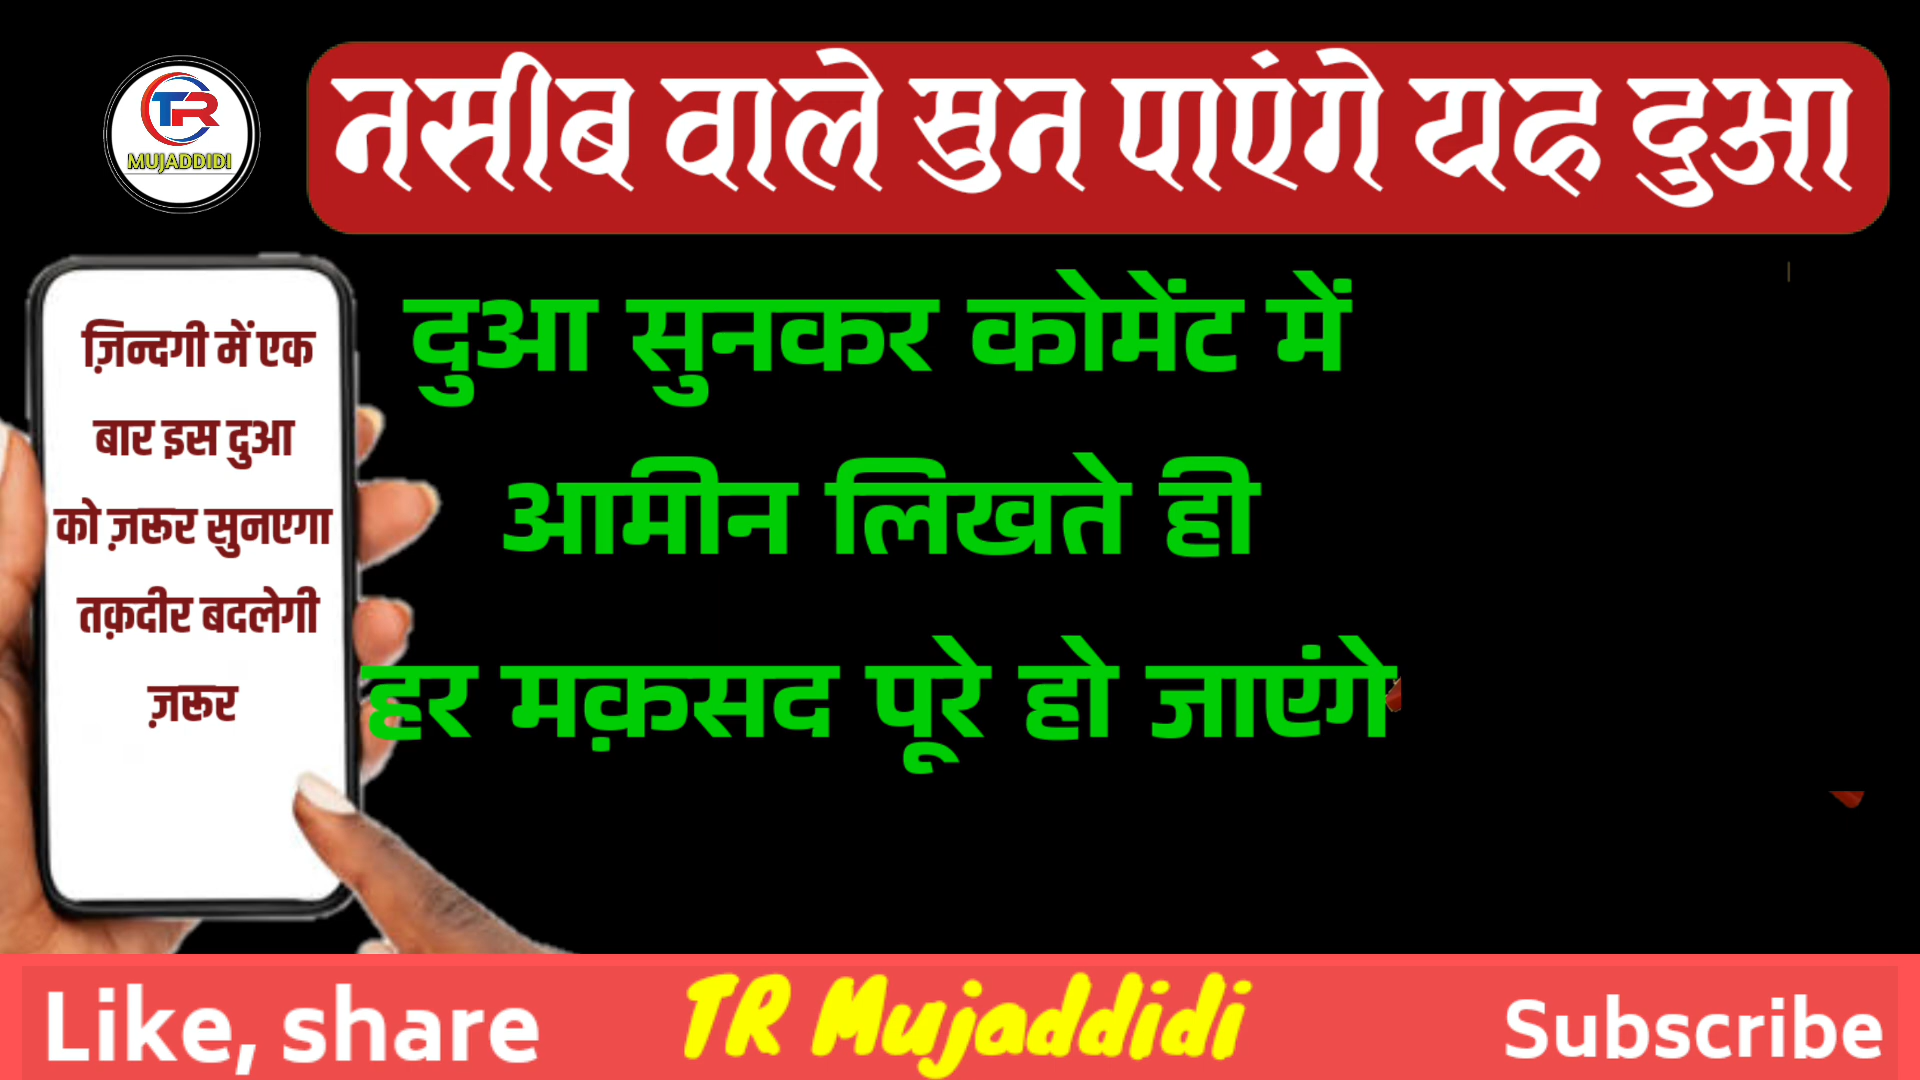 TR
MUJADDIDI
नसीब वाले सुन पाएंगे यह दुआ
ज़िन्दगी में एक
बार इस दुआ
को ज़रूर सुनएगा
तक़दीर बदलेगी
ज़रूर
दुआ सुनकर कोमेंट में
आमीन लिखते ही
हर मक़सद पूरे हो जाएंगे
Like, share
TR Mujaddidi
Subscribe